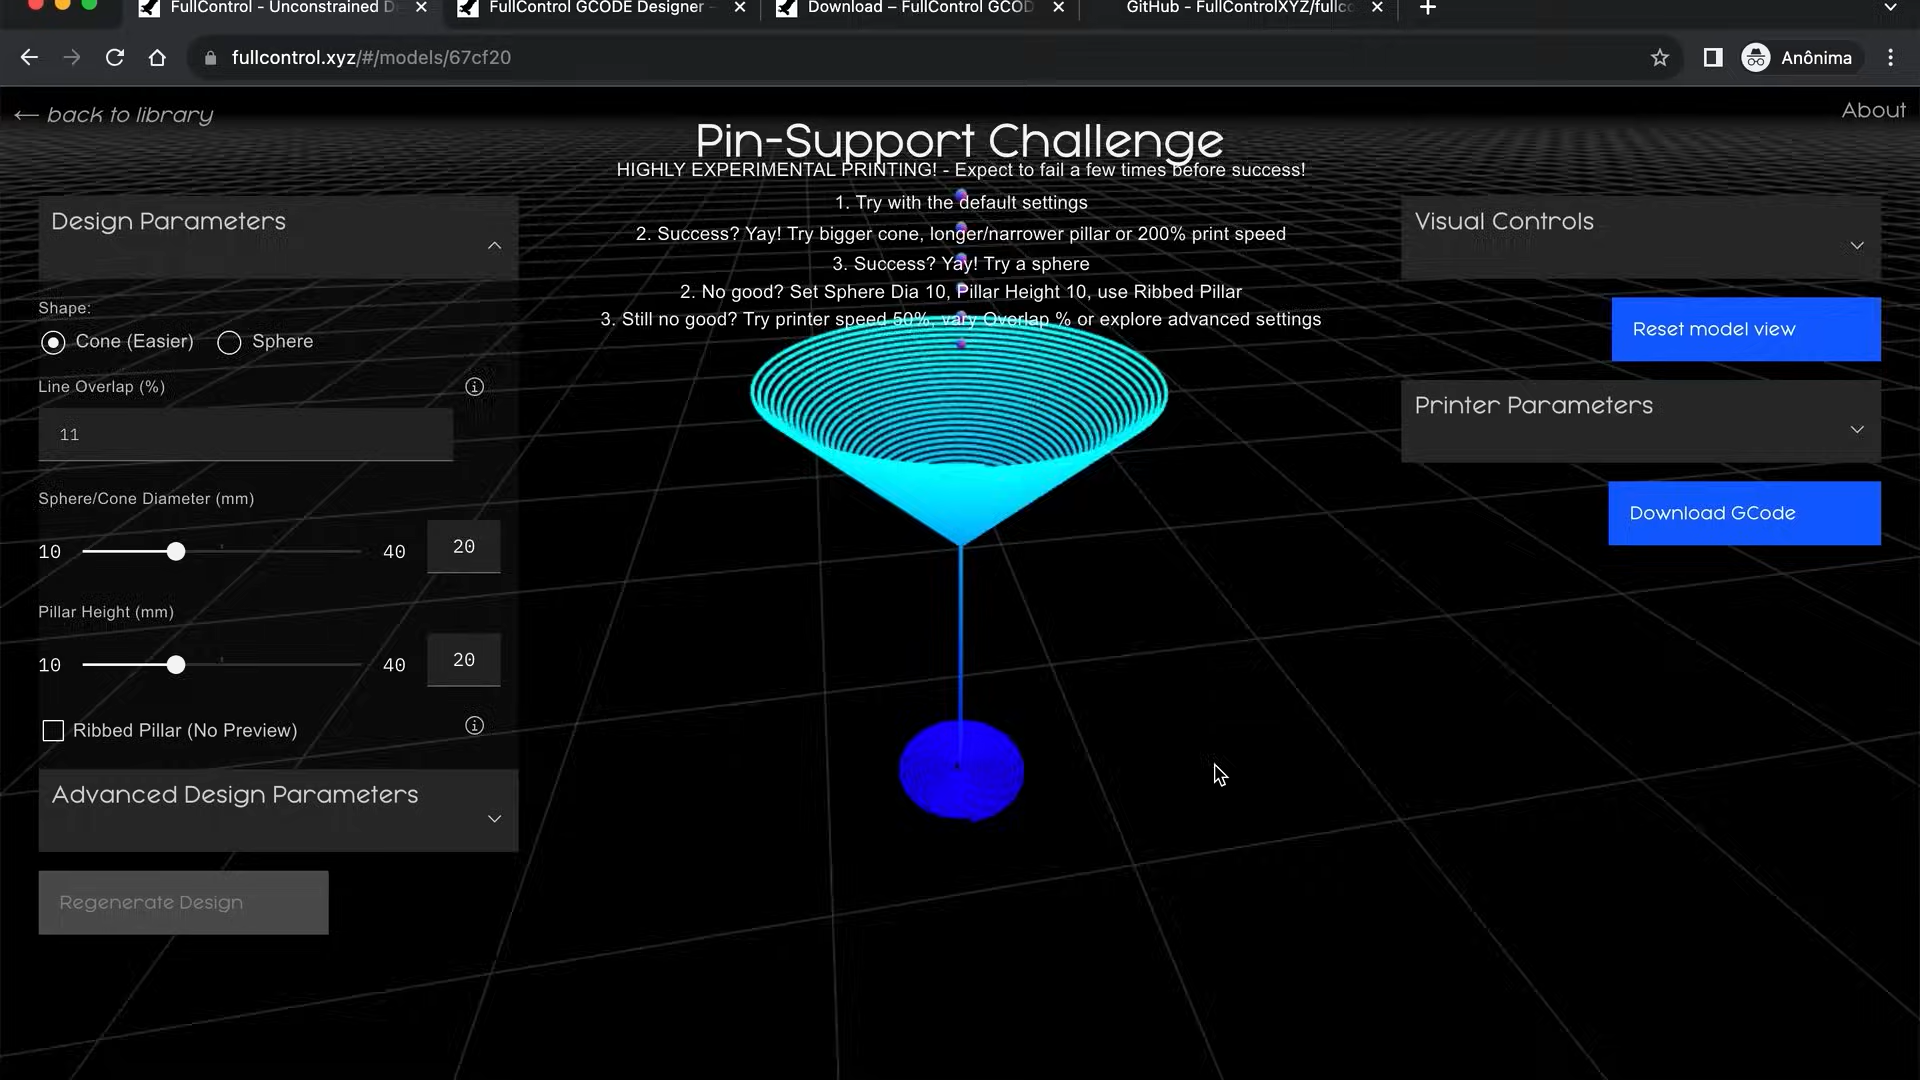 FullControl - Unconstrained D
FullControl GCODE Designer -
Download – FullControl GCOD
GitHub - FullControlXYZ/fullco
fullcontrol.xyz/#/models/67cf20
Anônima
← back to library
About
Pin-Support Challenge
HIGHLY EXPERIMENTAL PRINTING! - Expect to fail a few times before success!
1. Try with the default settings
2. Success? Yay! Try bigger cone, longer/narrower pillar or 200% print speed
3. Success? Yay! Try a sphere
2. No good? Set Sphere Dia 10, Pillar Height 10, use Ribbed Pillar
3. Still no good? Try printer speed 50%, vary Overlap % or explore advanced settings
Design Parameters
Shape:
Cone (Easier) Sphere
Line Overlap (%)
11
Sphere/Cone Diameter (mm)
10 40 20
Pillar Height (mm)
10 40 20
Ribbed Pillar (No Preview)
Advanced Design Parameters
Regenerate Design
Visual Controls
Reset model view
Printer Parameters
Download GCode